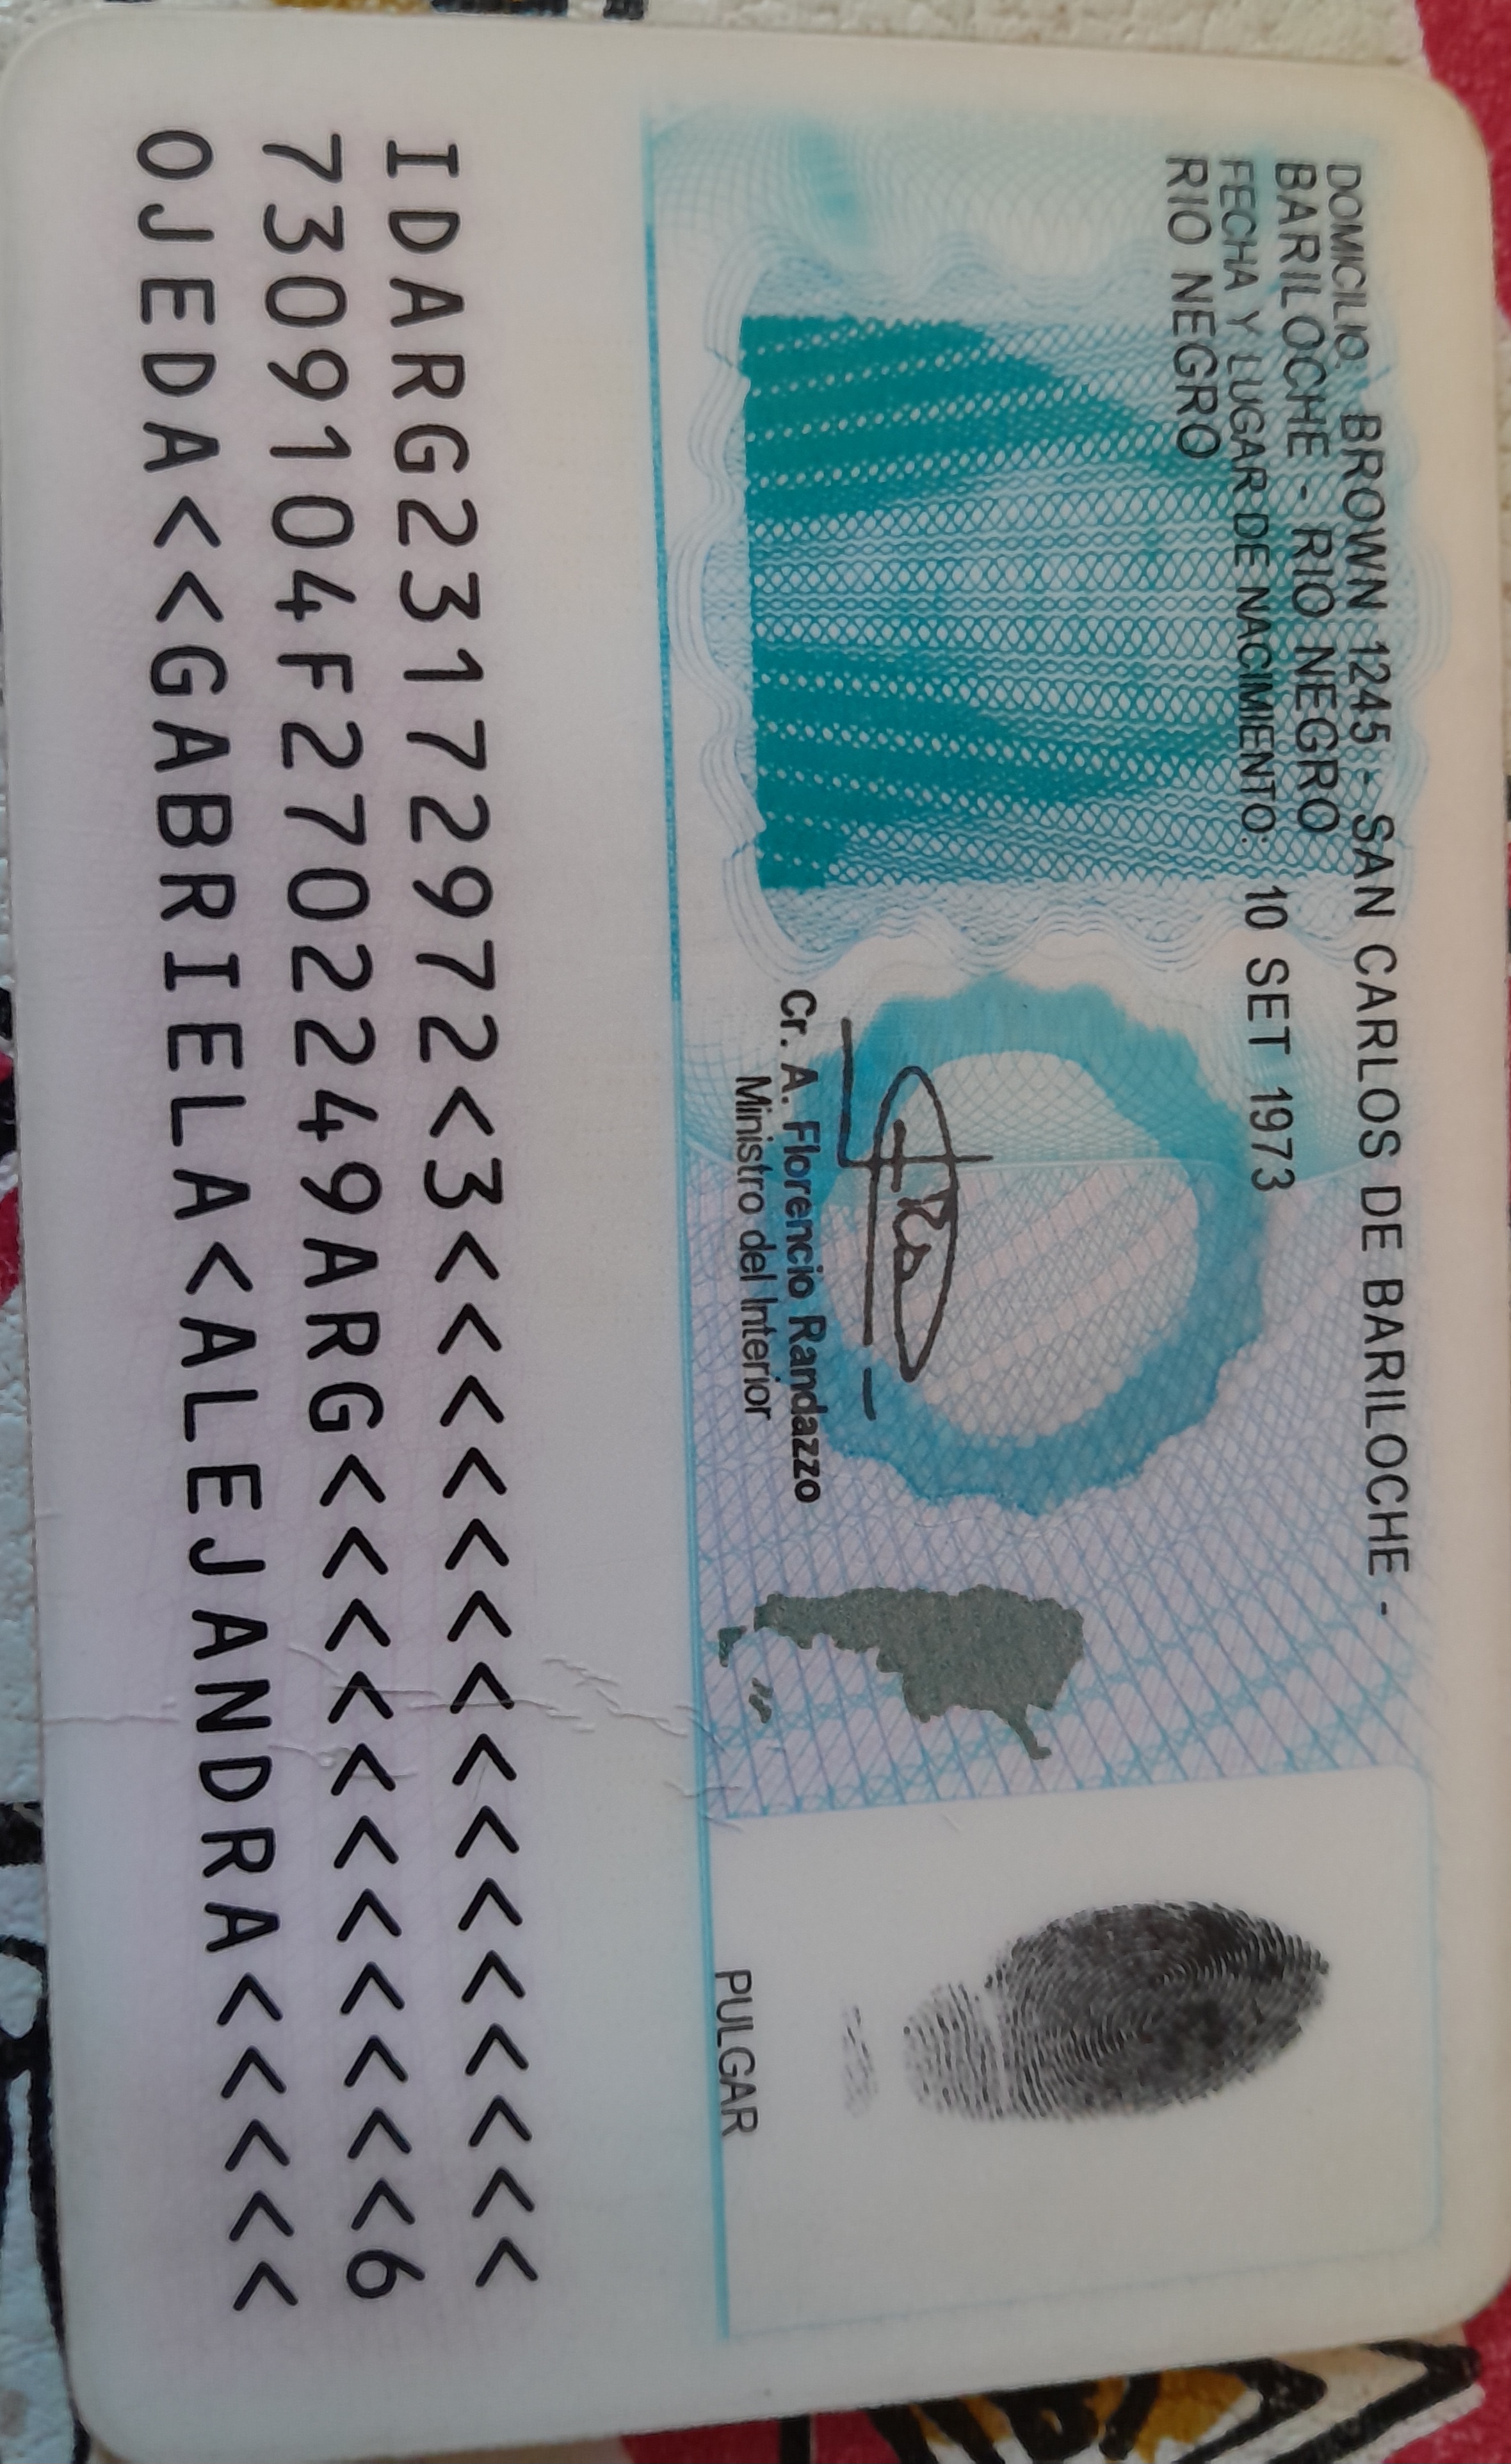 DOMICILIO: BROWN 1245 - SAN CARLOS DE BARILOCHE -
BARILOCHE - RIO NEGRO
FECHA Y LUGAR DE NACIMIENTO: 10 SET 1973
RIO NEGRO
Cr. A. Florencio Randazzo
Ministro del Interior
PULGAR
IDARG23172972<3<<<<<<<<<<<<<<<
7309104F2702249ARG<<<<<<<<<<<6
OJEDA<<GABRIELA<ALEJANDRA<<<<<